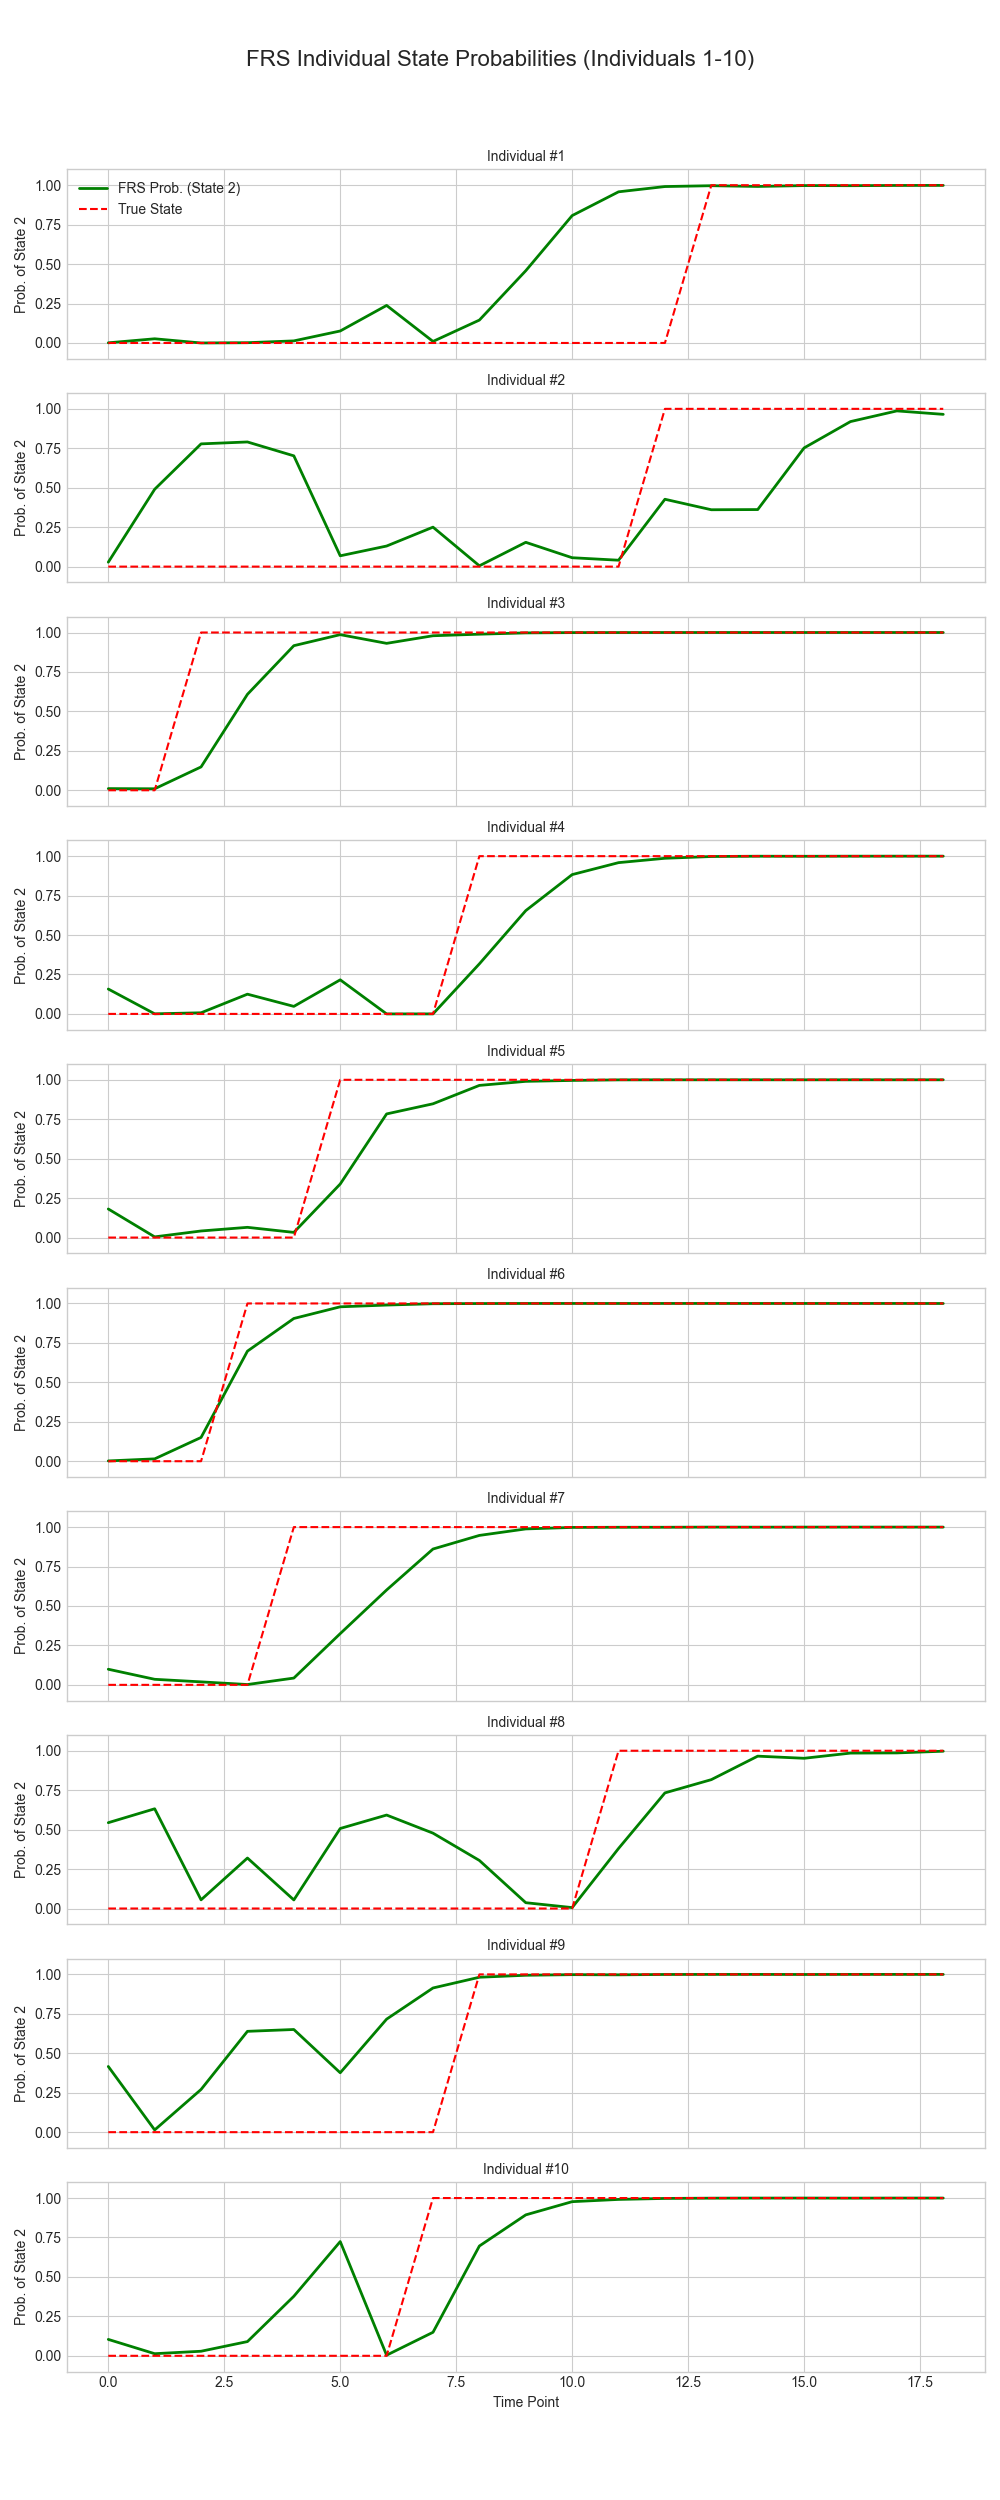 FRS Individual State Probabilities (Individuals 1-10)
Individual #1
FRS Prob. (State 2)
True State
Prob. of State 2
1.00
0.75
0.50
0.25
0.00
Individual #2
Prob. of State 2
1.00
0.75
0.50
0.25
0.00
Individual #3
Prob. of State 2
1.00
0.75
0.50
0.25
0.00
Individual #4
Prob. of State 2
1.00
0.75
0.50
0.25
0.00
Individual #5
Prob. of State 2
1.00
0.75
0.50
0.25
0.00
Individual #6
Prob. of State 2
1.00
0.75
0.50
0.25
0.00
Individual #7
Prob. of State 2
1.00
0.75
0.50
0.25
0.00
Individual #8
Prob. of State 2
1.00
0.75
0.50
0.25
0.00
Individual #9
Prob. of State 2
1.00
0.75
0.50
0.25
0.00
Individual #10
Prob. of State 2
1.00
0.75
0.50
0.25
0.00
0.0 2.5 5.0 7.5 10.0 12.5 15.0 17.5
Time Point